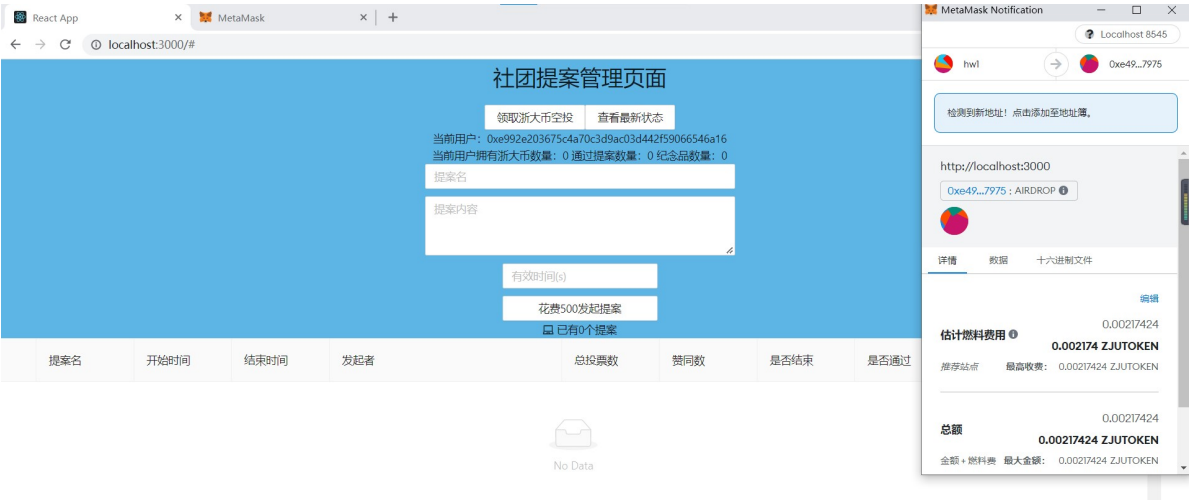 React App
MetaMask
localhost:3000/#
社团提案管理页面
领取浙大币空投 查看最新状态
当前用户：0xe992e203675c4a70c3d9ac03d442f59066546a16
当前用户拥有浙大币数量：0 通过提案数量：0 纪念品数量：0
提案名
提案内容
有效时间(s)
花费500发起提案
已有0个提案
提案名 开始时间 结束时间 发起者 总投票数 赞同数 是否结束 是否通过
No Data
MetaMask Notification
Localhost 8545
hwl 0xe49...7975
检测到新地址！点击添加至地址簿。
http://localhost:3000
0xe49...7975 : AIRDROP
详情 数据 十六进制文件
编辑
0.00217424
估计燃料费用
0.002174 ZJUTOKEN
推荐站点 最高收费： 0.00217424 ZJUTOKEN
0.00217424
总额
0.00217424 ZJUTOKEN
金额 + 燃料费 最大金额： 0.00217424 ZJUTOKEN